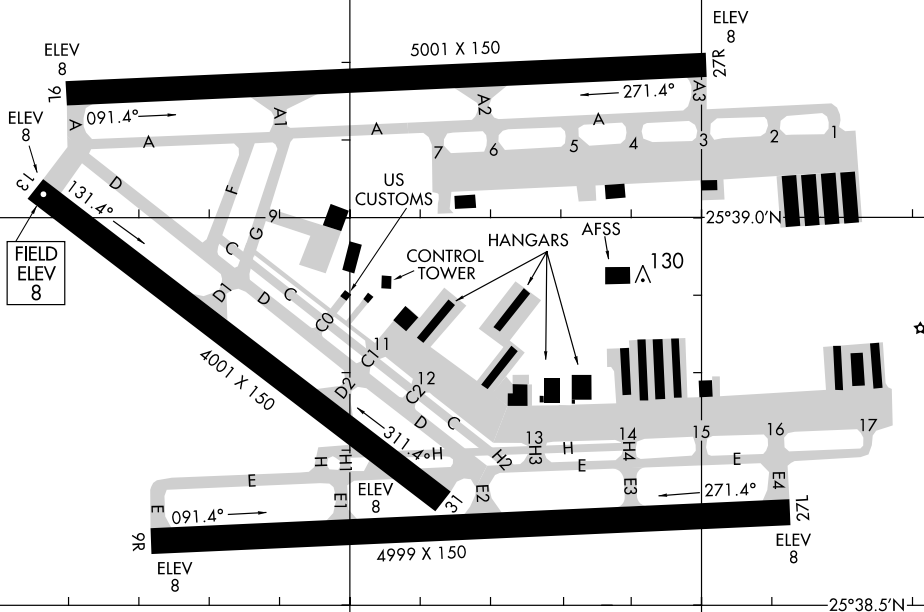 ELEV
8
5001 X 150
ELEV
8
27R
9L
091.4°
A1
A2
271.4°
A3
A
A
A
A
ELEV
8
13
D
131.4°
F
G
9
7
6
5
4
3
2
1
US
CUSTOMS
25°39.0'N
FIELD
ELEV
8
C
CONTROL
TOWER
HANGARS
AFSS
130
D1
D
C
C0
11
C1
4001 X 150
D2
12
C2
D
C
311.4°
H
H1
H
H2
13
H3
H
14
H4
15
16
17
E
E
E
E
E1
ELEV
8
31
E2
E3
E4
091.4°
271.4°
9R
27L
4999 X 150
ELEV
8
ELEV
8
25°38.5'N